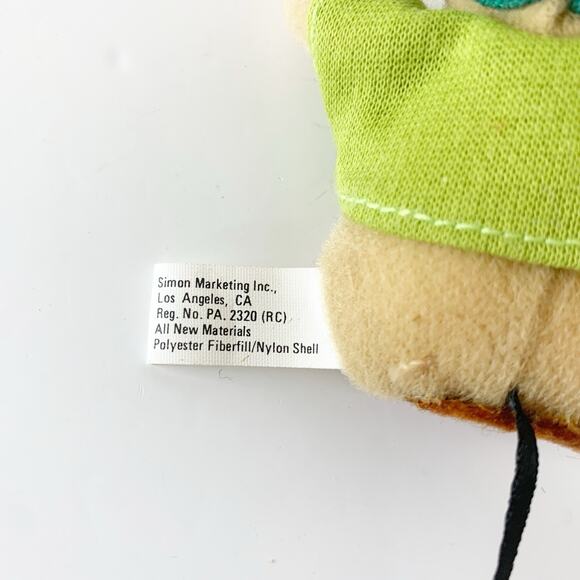 Simon Marketing Inc.,
Los Angeles, CA
Reg. No. PA. 2320 (RC)
All New Materials
Polyester Fiberfill/Nylon Shell